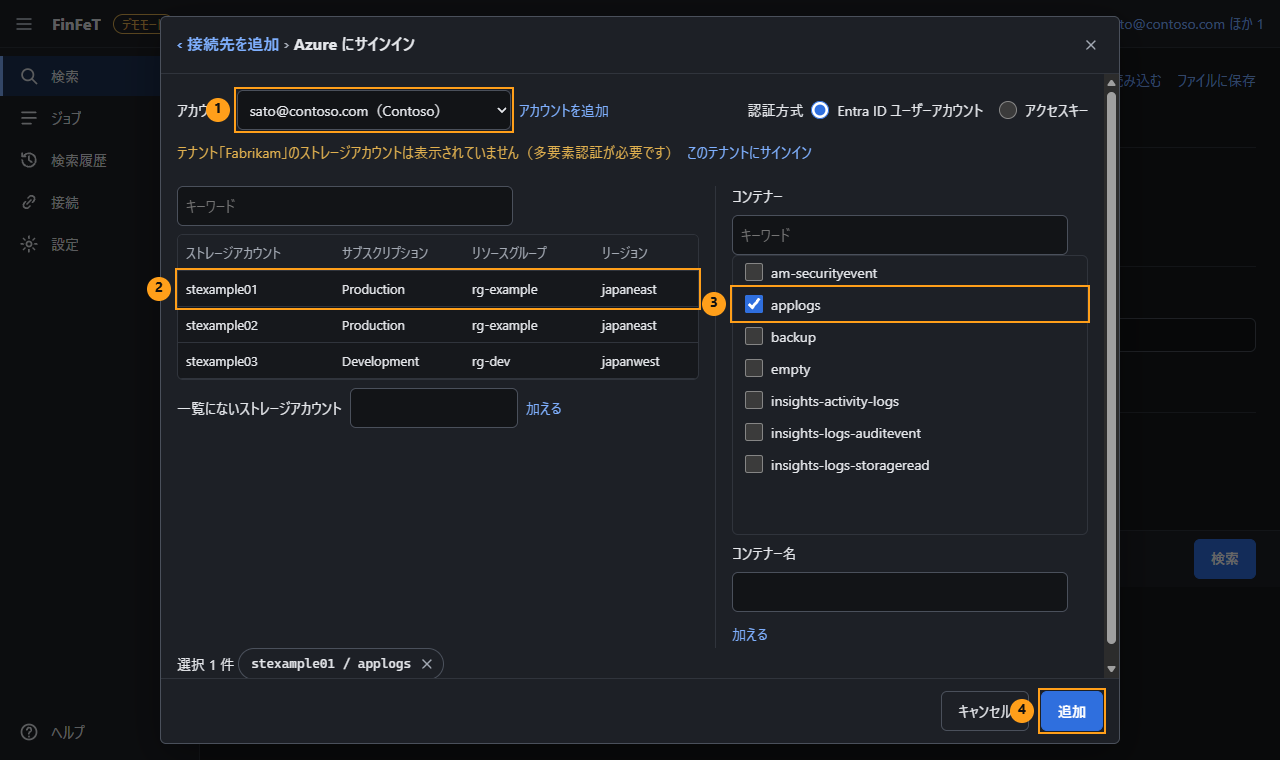 FinFeT デモモード
to@contoso.com ほか 1
‹ 接続先を追加 › Azure にサインイン ×
検索
ジョブ
検索履歴
接続
設定
読み込む ファイルに保存
アカウ 1 sato@contoso.com（Contoso） アカウントを追加 認証方式 Entra ID ユーザーアカウント アクセスキー
テナント「Fabrikam」のストレージアカウントは表示されていません（多要素認証が必要です） このテナントにサインイン
キーワード
ストレージアカウント サブスクリプション リソースグループ リージョン
2 stexample01 Production rg-example japaneast
stexample02 Production rg-example japaneast
stexample03 Development rg-dev japanwest
一覧にないストレージアカウント 加える
コンテナー
キーワード
am-securityevent
3 applogs
backup
empty
insights-activity-logs
insights-logs-auditevent
insights-logs-storageread
コンテナー名
加える
検索
選択 1 件 stexample01 / applogs ×
キャンセル 4 追加
ヘルプ